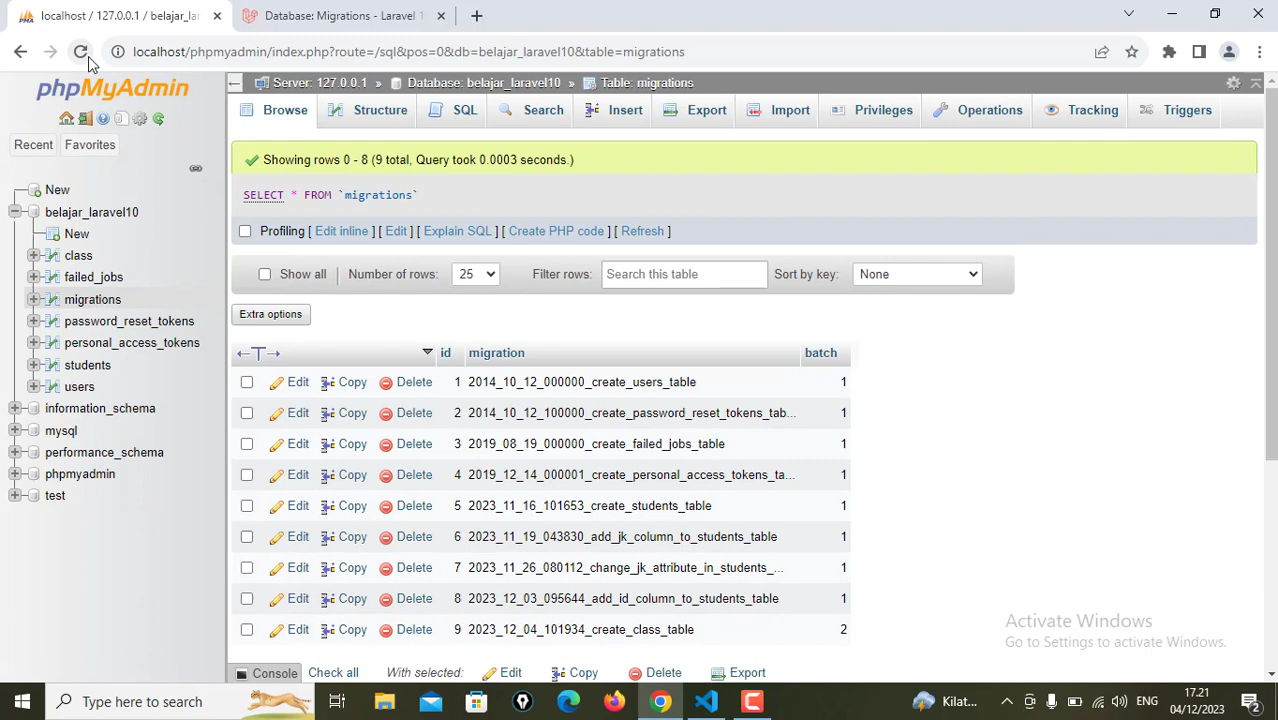 localhost / 127.0.0.1 / belajar_la
Database: Migrations - Laravel 1
localhost/phpmyadmin/index.php?route=/sql&pos=0&db=belajar_laravel10&table=migrations
phpMyAdmin
Server: 127.0.0.1 » Database: belajar_laravel10 » Table: migrations
Browse Structure SQL Search Insert Export Import Privileges Operations Tracking Triggers
Recent Favorites
New
belajar_laravel10
New
class
failed_jobs
migrations
password_reset_tokens
personal_access_tokens
students
users
information_schema
mysql
performance_schema
phpmyadmin
test
Showing rows 0 - 8 (9 total, Query took 0.0003 seconds.)
SELECT * FROM `migrations`
Profiling [ Edit inline ] [ Edit ] [ Explain SQL ] [ Create PHP code ] [ Refresh ]
Show all Number of rows: 25 Filter rows: Search this table Sort by key: None
Extra options
id migration batch
Edit Copy Delete 1 2014_10_12_000000_create_users_table 1
Edit Copy Delete 2 2014_10_12_100000_create_password_reset_tokens_tab... 1
Edit Copy Delete 3 2019_08_19_000000_create_failed_jobs_table 1
Edit Copy Delete 4 2019_12_14_000001_create_personal_access_tokens_ta... 1
Edit Copy Delete 5 2023_11_16_101653_create_students_table 1
Edit Copy Delete 6 2023_11_19_043830_add_jk_column_to_students_table 1
Edit Copy Delete 7 2023_11_26_080112_change_jk_attribute_in_students_... 1
Edit Copy Delete 8 2023_12_03_095644_add_id_column_to_students_table 1
Edit Copy Delete 9 2023_12_04_101934_create_class_table 2
Console Check all With selected: Edit Copy Delete Export
Activate Windows
Go to Settings to activate Windows.
Type here to search
Kilat...
ENG
17.21
04/12/2023
2